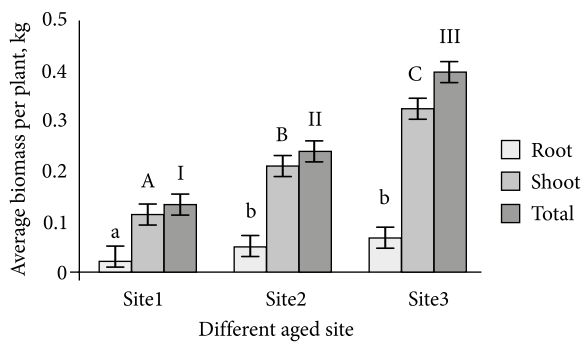 Average biomass per plant, kg
0.5
0.4
0.3
0.2
0.1
0
a
A
I
b
B
II
b
C
III
Site1 Site2 Site3
Different aged site
Root
Shoot
Total